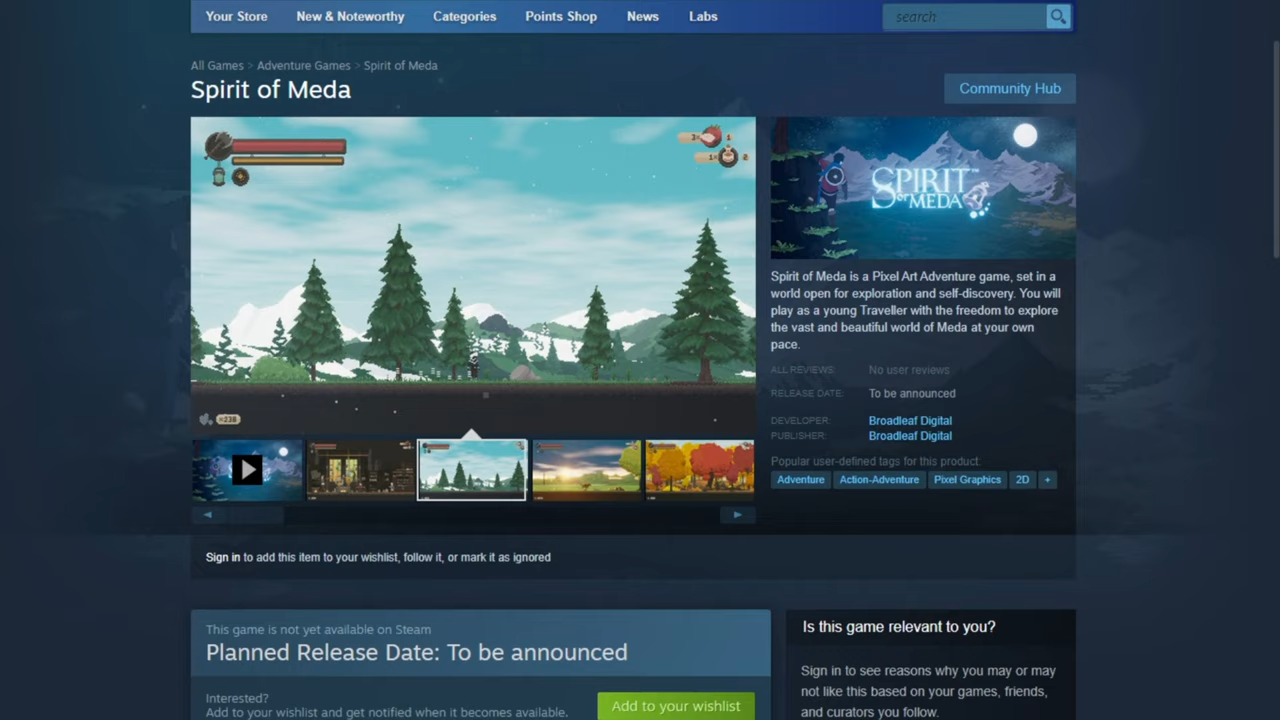 Your Store
New & Noteworthy
Categories
Points Shop
News
Labs
search
All Games > Adventure Games > Spirit of Meda
Spirit of Meda
Community Hub
SPIRIT™
OF MEDA
Spirit of Meda is a Pixel Art Adventure game, set in a
world open for exploration and self-discovery. You will
play as a young Traveller with the freedom to explore
the vast and beautiful world of Meda at your own
pace.
ALL REVIEWS: No user reviews
RELEASE DATE: To be announced
DEVELOPER: Broadleaf Digital
PUBLISHER: Broadleaf Digital
Popular user-defined tags for this product:
Adventure
Action-Adventure
Pixel Graphics
2D
+
Sign in to add this item to your wishlist, follow it, or mark it as ignored
This game is not yet available on Steam
Planned Release Date: To be announced
Interested?
Add to your wishlist and get notified when it becomes available.
Add to your wishlist
Is this game relevant to you?
Sign in to see reasons why you may or may
not like this based on your games, friends,
and curators you follow.